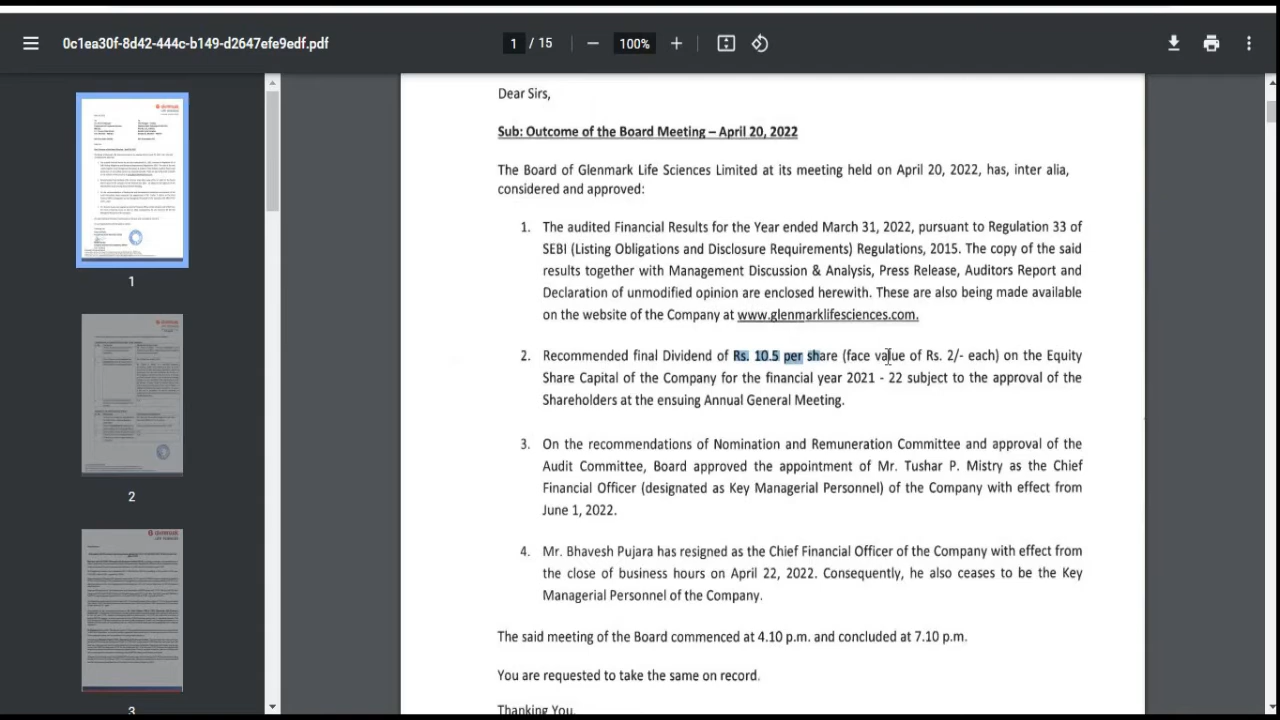 0c1ea30f-8d42-444c-b149-d2647efe9edf.pdf
1 / 15
100%
Dear Sirs,
Sub: Outcome of the Board Meeting – April 20, 2022
The Board of Glenmark Life Sciences Limited at its meeting held on April 20, 2022, has, inter alia,
considered and approved:
1. The audited Financial Results for the Year ended March 31, 2022, pursuant to Regulation 33 of
SEBI (Listing Obligations and Disclosure Requirements) Regulations, 2015. The copy of the said
results together with Management Discussion & Analysis, Press Release, Auditors Report and
Declaration of unmodified opinion are enclosed herewith. These are also being made available
on the website of the Company at www.glenmarklifesciences.com.
2. Recommended final Dividend of Rs. 10.5 per share (face value of Rs. 2/- each) on the Equity
Share Capital of the Company for the financial year 2021 - 22 subject to the approval of the
Shareholders at the ensuing Annual General Meeting.
3. On the recommendations of Nomination and Remuneration Committee and approval of the
Audit Committee, Board approved the appointment of Mr. Tushar P. Mistry as the Chief
Financial Officer (designated as Key Managerial Personnel) of the Company with effect from
June 1, 2022.
4. Mr. Bhavesh Pujara has resigned as the Chief Financial Officer of the Company with effect from
the close of business hours on April 22, 2022. Consequently, he also ceases to be the Key
Managerial Personnel of the Company.
The said meeting of the Board commenced at 4.10 p.m. and concluded at 7.10 p.m.
You are requested to take the same on record.
Thanking You,
1
2
3